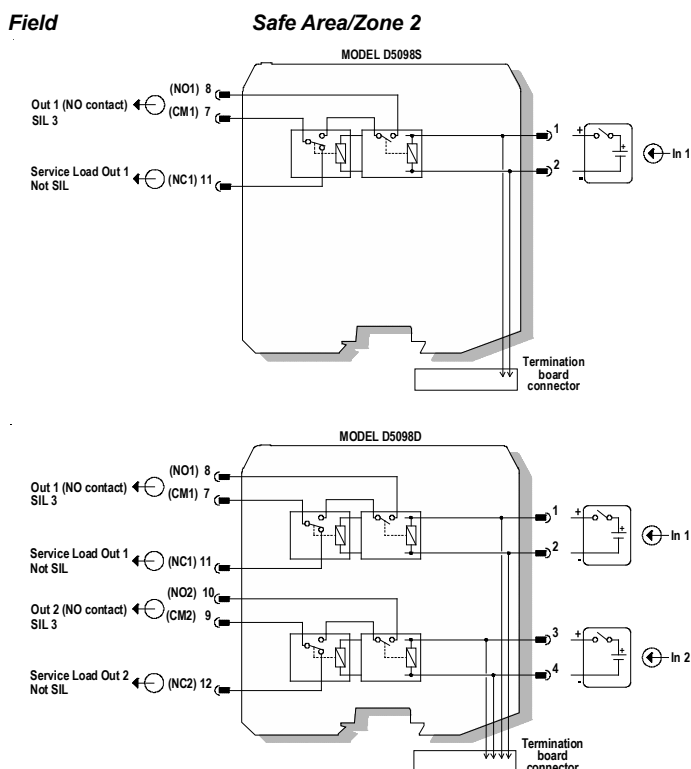 Field Safe Area/Zone 2
MODEL D5098S
Out 1 (NO contact)
SIL 3
(NO1) 8
(CM1) 7
Service Load Out 1
Not SIL
(NC1) 11
1
2
+
+
-
In 1
Termination
board
connector
MODEL D5098D
Out 1 (NO contact)
SIL 3
(NO1) 8
(CM1) 7
Service Load Out 1
Not SIL
(NC1) 11
1
2
+
+
-
In 1
Out 2 (NO contact)
SIL 3
(NO2) 10
(CM2) 9
Service Load Out 2
Not SIL
(NC2) 12
3
4
+
+
-
In 2
Termination
board
connector